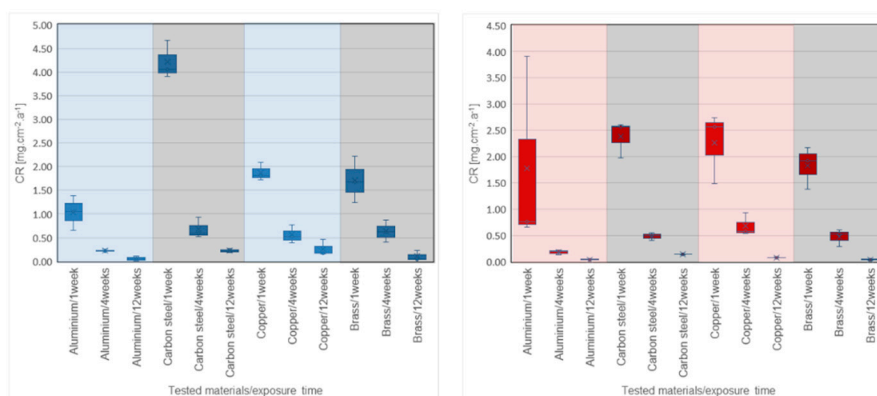 5.00
4.50
4.00
3.50
3.00
2.50
2.00
1.50
1.00
0.50
0.00
CR [mg.cm⁻².a⁻¹]
Aluminium/1week
Aluminium/4weeks
Aluminium/12weeks
Carbon steel/1week
Carbon steel/4weeks
Carbon steel/12weeks
Copper/1week
Copper/4weeks
Copper/12weeks
Brass/1week
Brass/4weeks
Brass/12weeks
Tested materials/exposure time
4.50
4.00
3.50
3.00
2.50
2.00
1.50
1.00
0.50
0.00
CR [mg.cm⁻².a⁻¹]
Aluminium/1week
Aluminium/4weeks
Aluminium/12weeks
Carbon steel/1week
Carbon steel/4weeks
Carbon steel/12weeks
Copper/1week
Copper/4weeks
Copper/12weeks
Brass/1week
Brass/4weeks
Brass/12weeks
Tested materials/exposure time